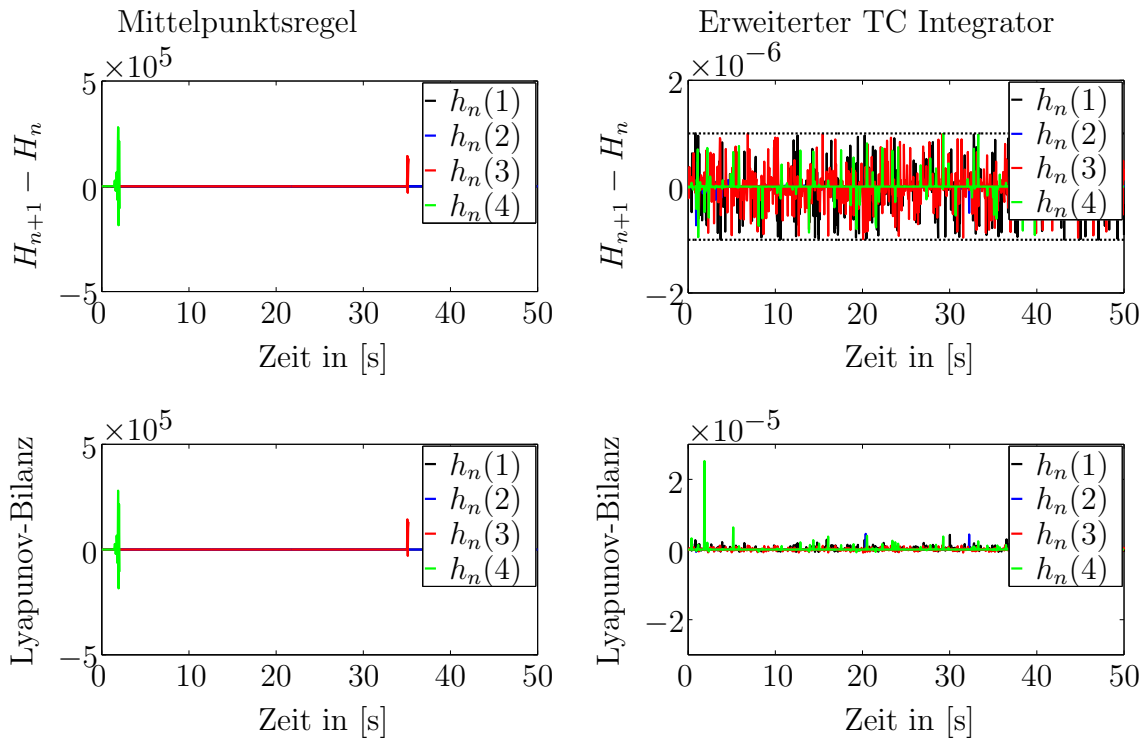 Mittelpunktsregel
×10^5
H_{n+1} − H_n
5
0
−5
0 10 20 30 40 50
Zeit in [s]
h_n(1)
h_n(2)
h_n(3)
h_n(4)
Erweiterter TC Integrator
×10^{−6}
H_{n+1} − H_n
2
0
−2
0 10 20 30 40 50
Zeit in [s]
h_n(1)
h_n(2)
h_n(3)
h_n(4)
×10^5
Lyapunov-Bilanz
5
0
−5
0 10 20 30 40 50
Zeit in [s]
h_n(1)
h_n(2)
h_n(3)
h_n(4)
×10^{−5}
Lyapunov-Bilanz
2
0
−2
0 10 20 30 40 50
Zeit in [s]
h_n(1)
h_n(2)
h_n(3)
h_n(4)